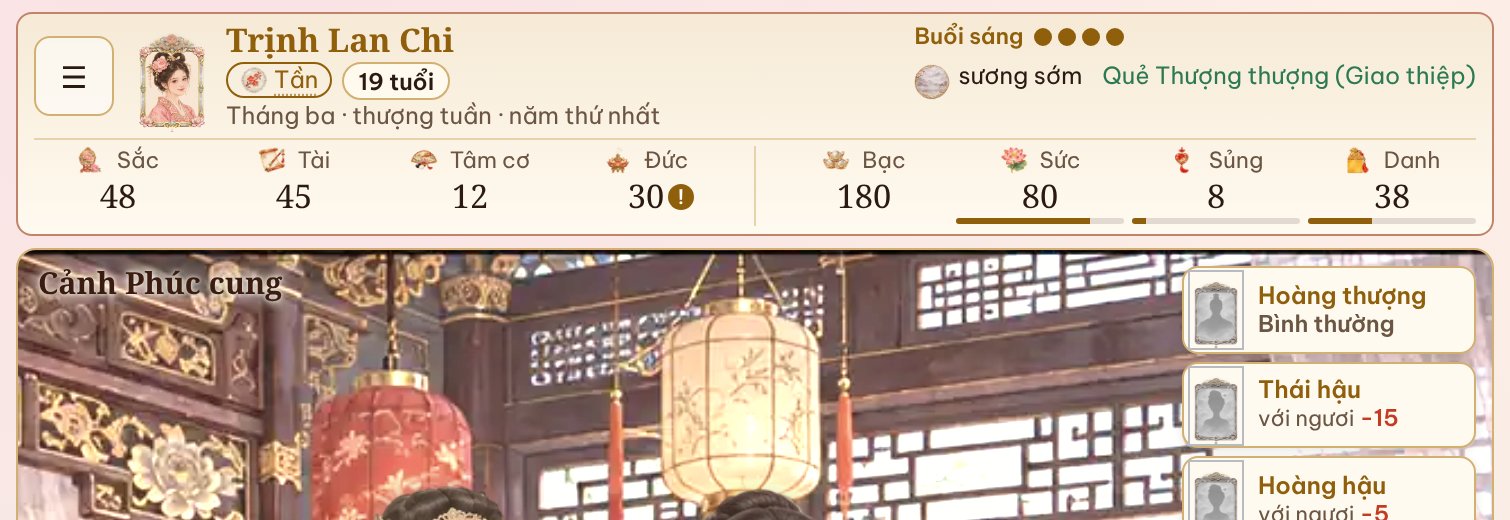 Trịnh Lan Chi
Tần 19 tuổi
Tháng ba · thượng tuần · năm thứ nhất
Buổi sáng
sương sớm Quẻ Thượng thượng (Giao thiệp)
Sắc Tài Tâm cơ Đức Bạc Sức Sủng Danh
48 45 12 30 ! 180 80 8 38
Cảnh Phúc cung
Hoàng thượng
Bình thường
Thái hậu
với ngươi -15
Hoàng hậu
với ngươi -5